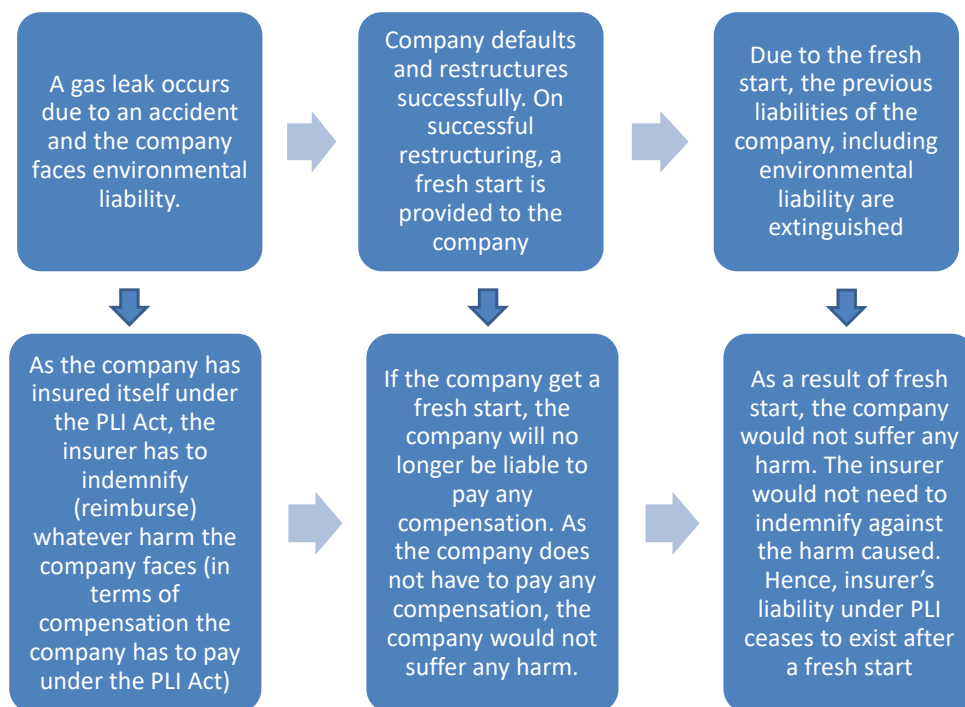 A gas leak occurs
due to an accident
and the company
faces environmental
liability.
Company defaults
and restructures
successfully. On
successful
restructuring, a
fresh start is
provided to the
company
Due to the fresh
start, the previous
liabilities of the
company, including
environmental
liability are
extinguished
As the company has
insured itself under
the PLI Act, the
insurer has to
indemnify
(reimburse)
whatever harm the
company faces (in
terms of
compensation the
company has to pay
under the PLI Act)
If the company get a
fresh start, the
company will no
longer be liable to
pay any
compensation. As
the company does
not have to pay any
compensation, the
company would not
suffer any harm.
As a result of fresh
start, the company
would not suffer any
harm. The insurer
would not need to
indemnify against
the harm caused.
Hence, insurer’s
liability under PLI
ceases to exist after
a fresh start